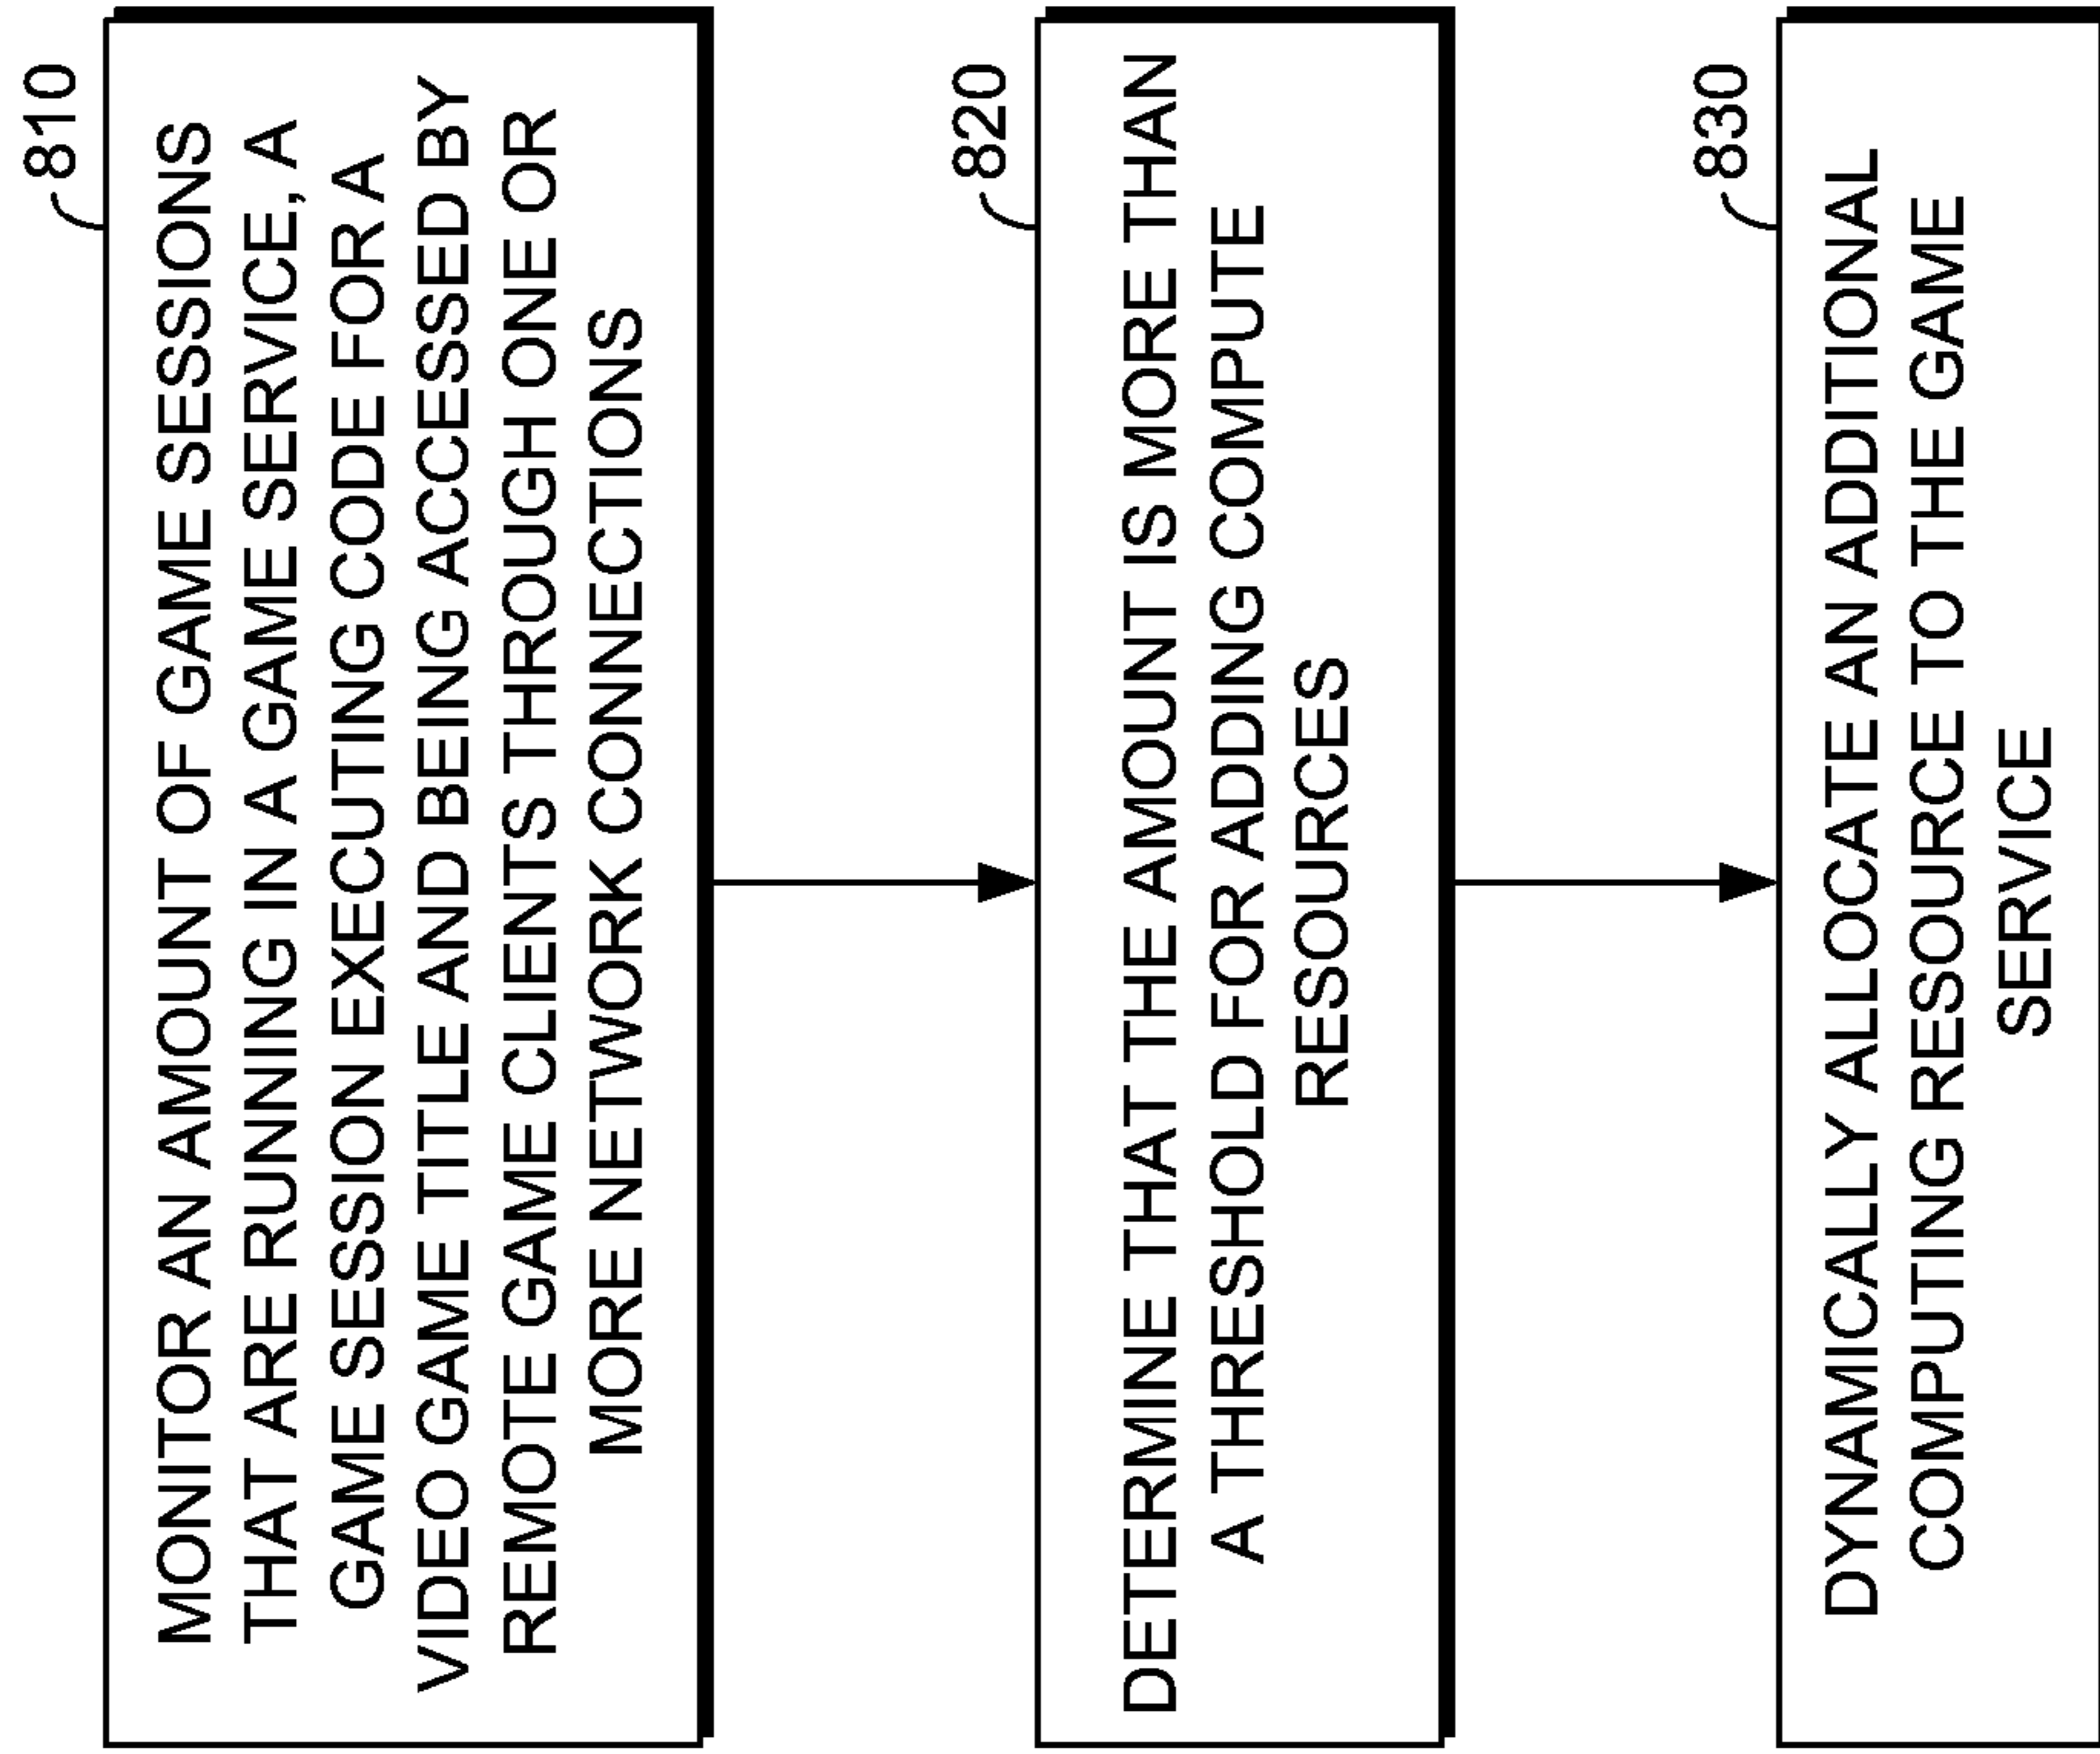 810
MONITOR AN AMOUNT OF GAME SESSIONS
THAT ARE RUNNING IN A GAME SERVICE, A
GAME SESSION EXECUTING CODE FOR A
VIDEO GAME TITLE AND BEING ACCESSED BY
REMOTE GAME CLIENTS THROUGH ONE OR
MORE NETWORK CONNECTIONS
820
DETERMINE THAT THE AMOUNT IS MORE THAN
A THRESHOLD FOR ADDING COMPUTE
RESOURCES
830
DYNAMICALLY ALLOCATE AN ADDITIONAL
COMPUTING RESOURCE TO THE GAME
SERVICE